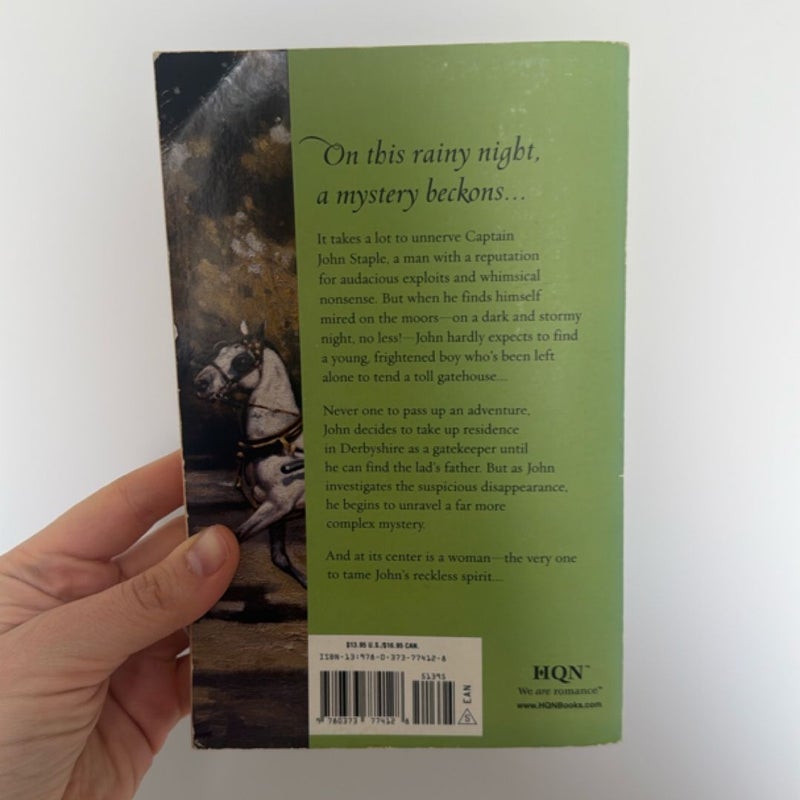 On this rainy night,
a mystery beckons...
It takes a lot to unnerve Captain
John Staple, a man with a reputation
for audacious exploits and whimsical
nonsense. But when he finds himself
mired on the moors—on a dark and stormy
night, no less!—John hardly expects to find
a young, frightened boy who's been left
alone to tend a toll gatehouse...
Never one to pass up an adventure,
John decides to take up residence
in Derbyshire as a gatekeeper until
he can find the lad's father. But as John
investigates the suspicious disappearance,
he begins to unravel a far more
complex mystery.
And at its center is a woman—the very one
to tame John's reckless spirit...
$13.95 U.S./$16.95 CAN.
ISBN-13:978-0-373-77412-8
51395
EAN
S
9 780373 77412 8
HQN™
We are romance™
www.HQNBooks.com